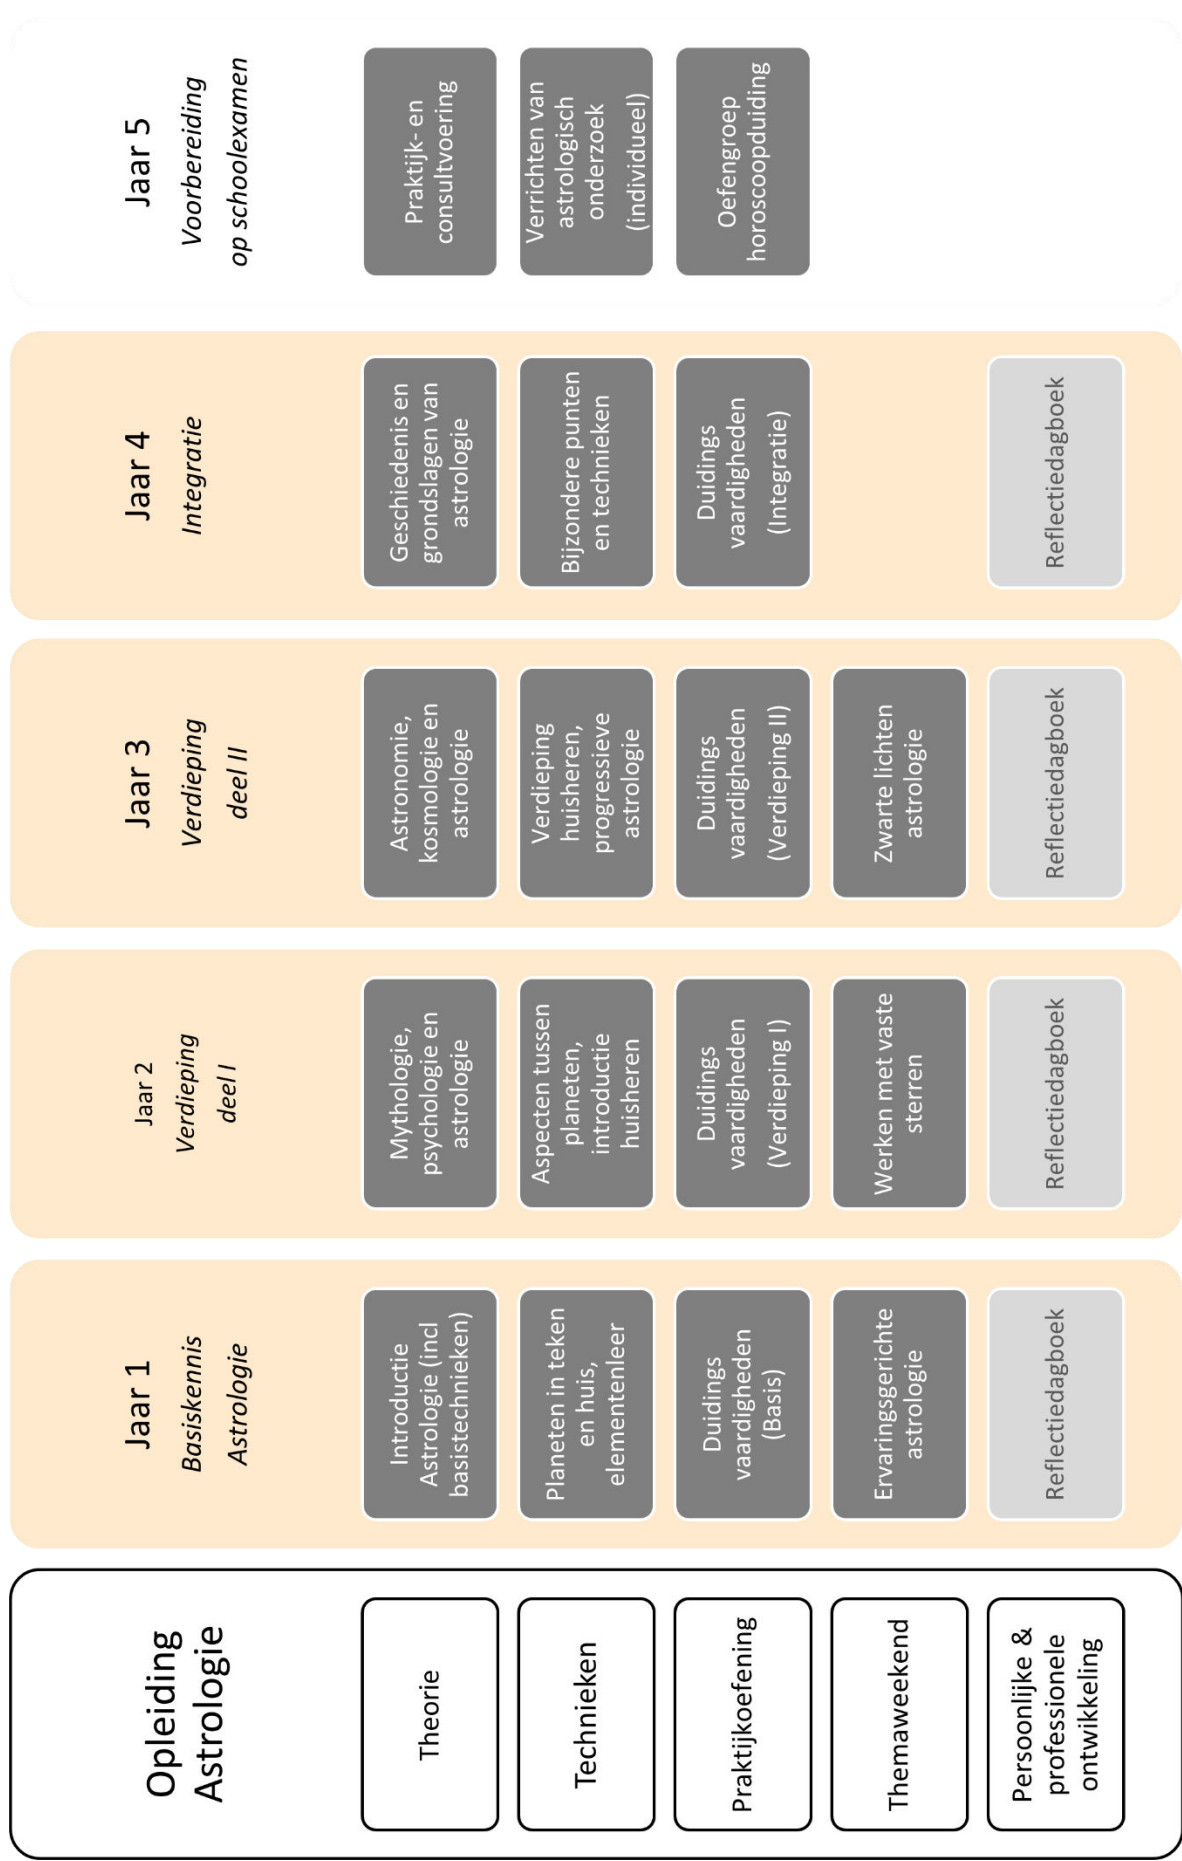 Opleiding
Astrologie
Theorie
Technieken
Praktijkoefening
Themaweekend
Persoonlijke &
professionele
ontwikkeling
Jaar 1
Basiskennis
Astrologie
Introductie
Astrologie (incl
basistechnieken)
Planeten in teken
en huis,
elementenleer
Duidings
vaardigheden
(Basis)
Ervaringsgerichte
astrologie
Reflectiedagboek
Jaar 2
Verdieping
deel I
Mythologie,
psychologie en
astrologie
Aspecten tussen
planeten,
introductie
huisheren
Duidings
vaardigheden
(Verdieping I)
Werken met vaste
sterren
Reflectiedagboek
Jaar 3
Verdieping
deel II
Astronomie,
kosmologie en
astrologie
Verdieping
huisheren,
progressieve
astrologie
Duidings
vaardigheden
(Verdieping II)
Zwarte lichten
astrologie
Reflectiedagboek
Jaar 4
Integratie
Geschiedenis en
grondslagen van
astrologie
Bijzondere punten
en technieken
Duidings
vaardigheden
(Integratie)
Reflectiedagboek
Jaar 5
Voorbereiding
op schoolexamen
Praktijk- en
consultvoering
Verrichten van
astrologisch
onderzoek
(individueel)
Oefengroep
horoscoopduiding